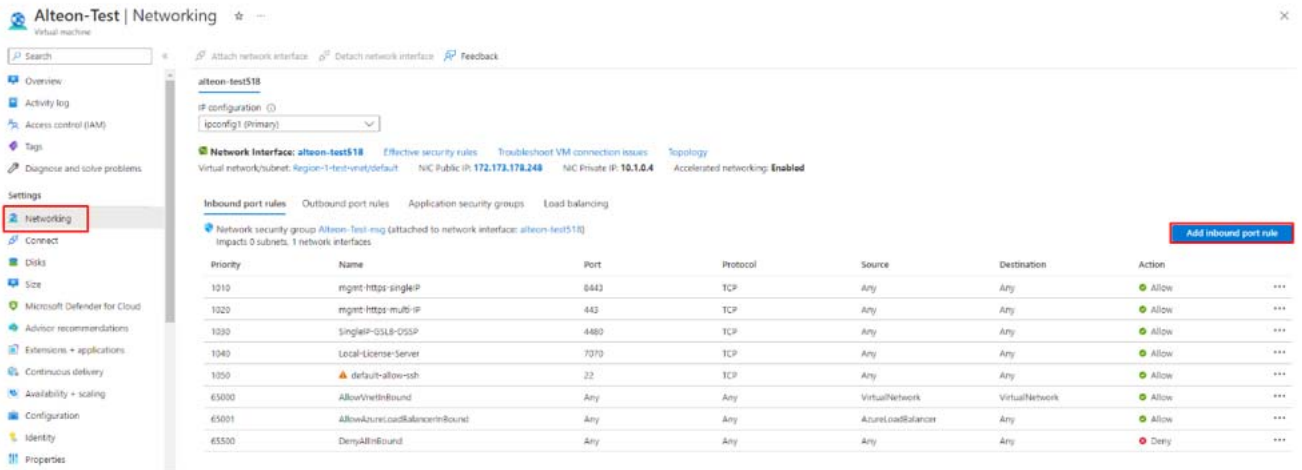 Alteon-Test | Networking ☆ ···
Virtual machine
Search
Attach network interface Detach network interface Feedback
Overview
Activity log
Access control (IAM)
Tags
Diagnose and solve problems
Settings
Networking
Connect
Disks
Size
Microsoft Defender for Cloud
Advisor recommendations
Extensions + applications
Continuous delivery
Availability + scaling
Configuration
Identity
Properties
alteon-test518
IP configuration
ipconfig1 (Primary)
Network Interface: alteon-test518 Effective security rules Troubleshoot VM connection issues Topology
Virtual network/subnet: Region-1-test-vnet/default NIC Public IP: 172.173.178.248 NIC Private IP: 10.1.0.4 Accelerated networking: Enabled
Inbound port rules Outbound port rules Application security groups Load balancing
Network security group Alteon-Test-nsg (attached to network interface: alteon-test518)
Impacts 0 subnets, 1 network interfaces
Add inbound port rule
Priority Name Port Protocol Source Destination Action
1010 mgmt-https-singleIP 8443 TCP Any Any Allow ···
1020 mgmt-https-multi-IP 443 TCP Any Any Allow ···
1030 SingleIP-GSLB-DSSP 4480 TCP Any Any Allow ···
1040 Local-License-Server 7070 TCP Any Any Allow ···
1050 default-allow-ssh 22 TCP Any Any Allow ···
65000 AllowVnetInBound Any Any VirtualNetwork VirtualNetwork Allow ···
65001 AllowAzureLoadBalancerInBound Any Any AzureLoadBalancer Any Allow ···
65500 DenyAllInBound Any Any Any Any Deny ···